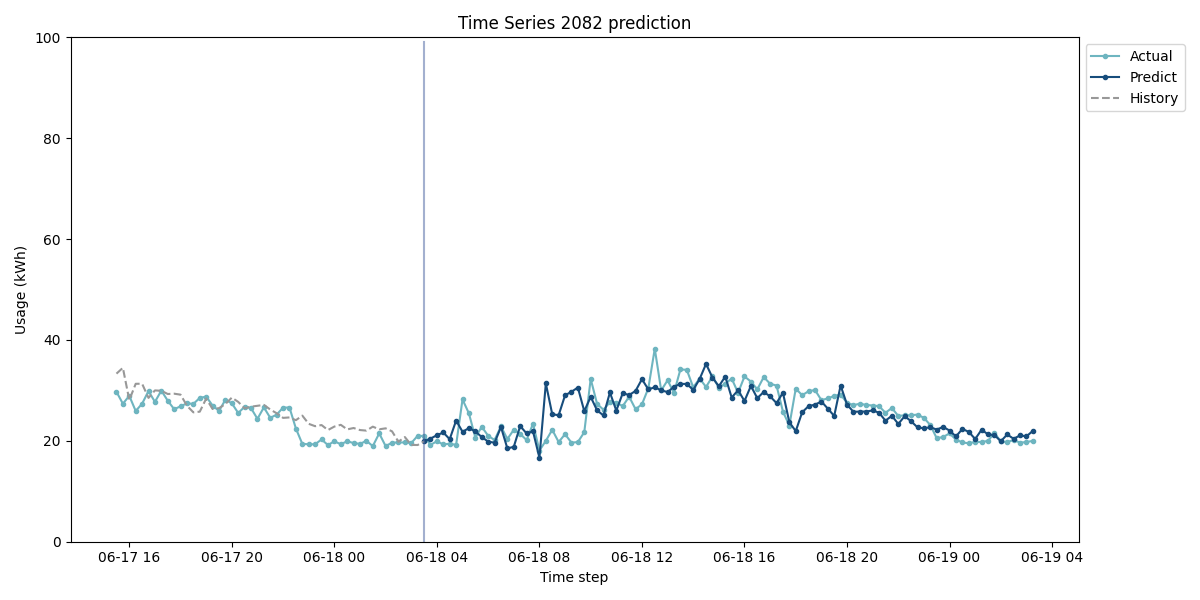 Time Series 2082 prediction
Usage (kWh)
100
80
60
40
20
0
06-17 16
06-17 20
06-18 00
06-18 04
06-18 08
06-18 12
06-18 16
06-18 20
06-19 00
06-19 04
Time step
Actual
Predict
History